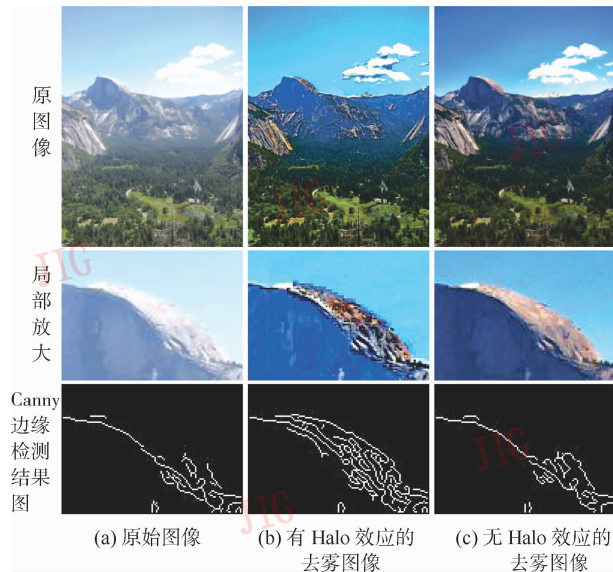 原图像
JIG
JIG
JIG
局部放大
Canny
边缘
检测
结果
图
JIG
JIG
(a) 原始图像
(b) 有 Halo 效应的
去雾图像
(c) 无 Halo 效应的
去雾图像